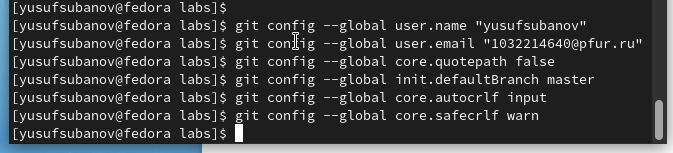 [yusufsubanov@fedora labs]$
[yusufsubanov@fedora labs]$ git config --global user.name "yusufsubanov"
[yusufsubanov@fedora labs]$ git config --global user.email "1032214640@pfur.ru"
[yusufsubanov@fedora labs]$ git config --global core.quotepath false
[yusufsubanov@fedora labs]$ git config --global init.defaultBranch master
[yusufsubanov@fedora labs]$ git config --global core.autocrlf input
[yusufsubanov@fedora labs]$ git config --global core.safecrlf warn
[yusufsubanov@fedora labs]$